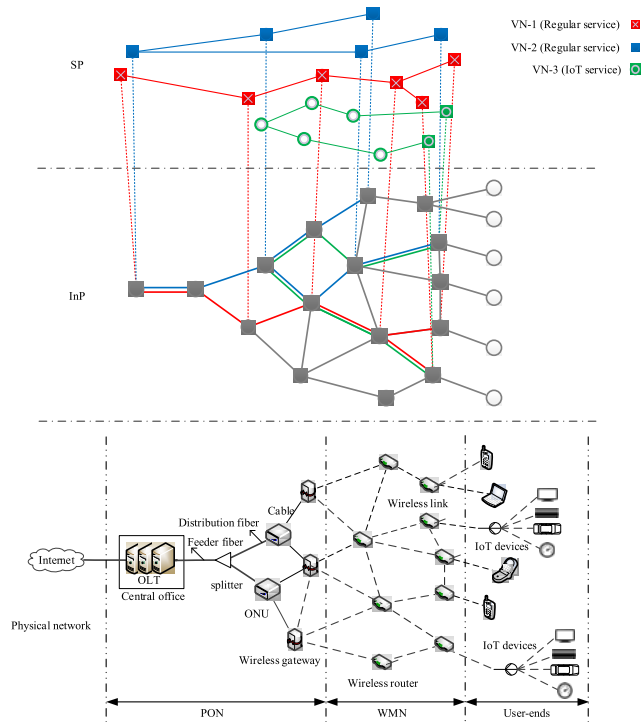 VN-1 (Regular service)
VN-2 (Regular service)
SP
VN-3 (IoT service)
InP
Cable
Wireless link
Distribution fiber
Feeder fiber
Internet
IoT devices
OLT
splitter
Central office
ONU
Physical network
IoT devices
Wireless gateway
Wireless router
PON
WMN
User-ends